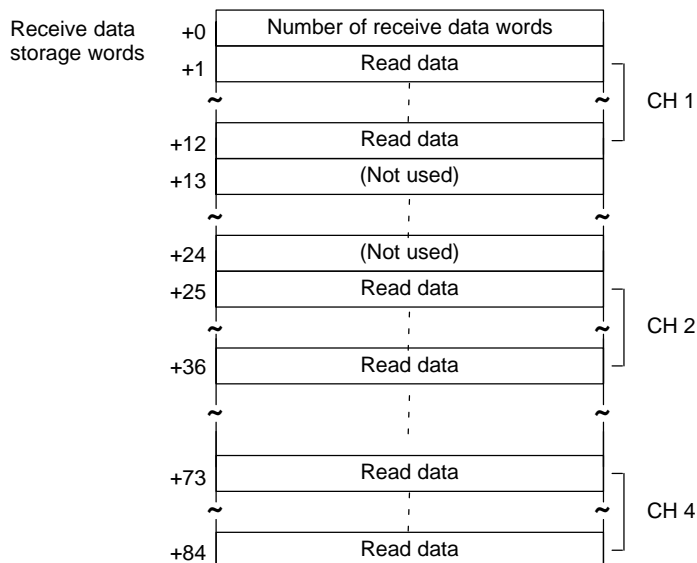 Receive data
storage words
+0 Number of receive data words
+1 Read data
CH 1
+12 Read data
+13 (Not used)
+24 (Not used)
+25 Read data
CH 2
+36 Read data
+73 Read data
CH 4
+84 Read data